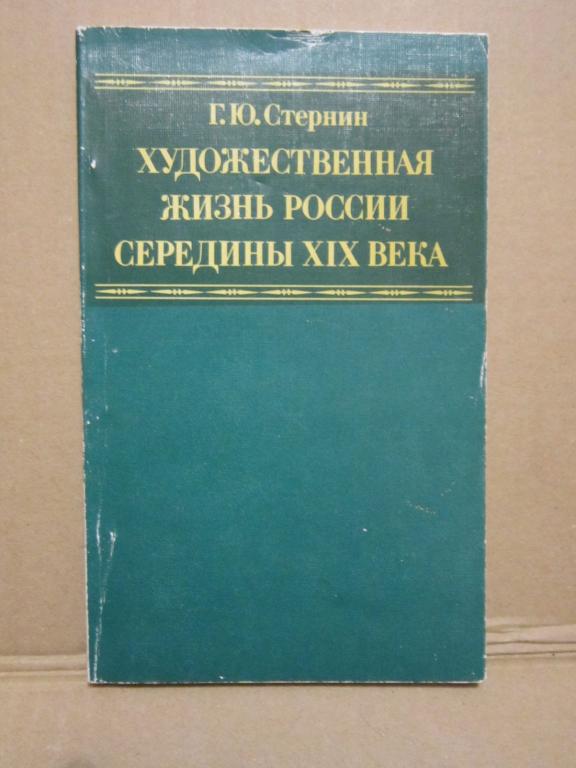 Г.Ю.Стернин
ХУДОЖЕСТВЕННАЯ
ЖИЗНЬ РОССИИ
СЕРЕДИНЫ XIX ВЕКА